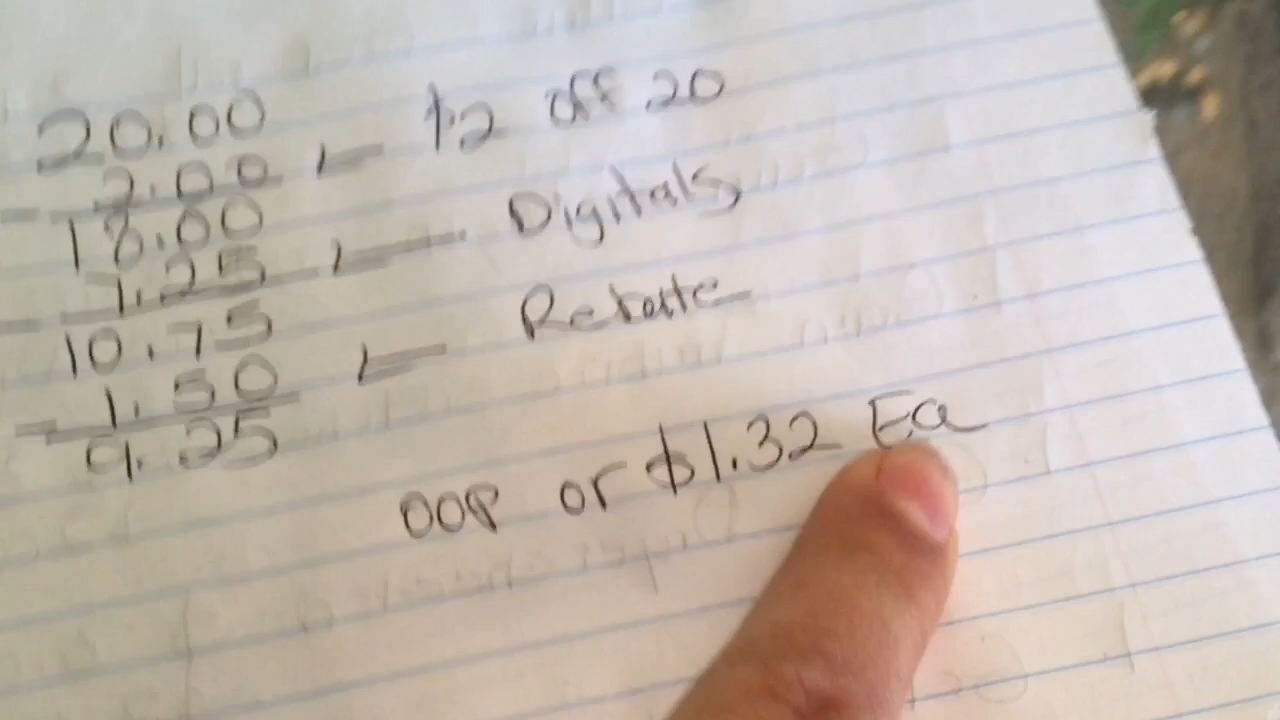 20.00 - $2 off 20
- 2.00
18.00
- 7.25 - Digitals
10.75
- 1.50 - Rebate
9.25
OOP or $1.32 Ea